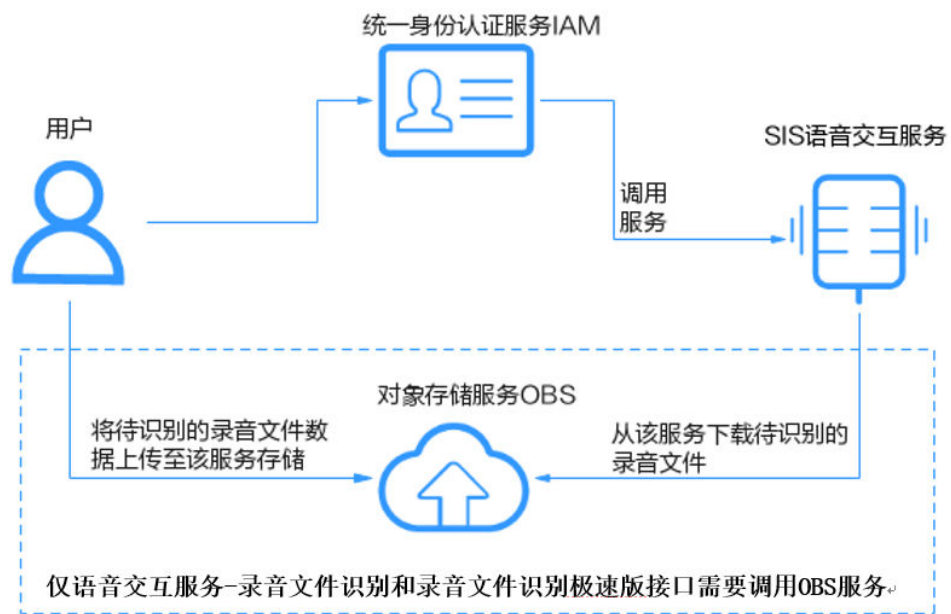 统一身份认证服务IAM
用户
SIS语音交互服务
调用
服务
对象存储服务OBS
将待识别的录音文件数
据上传至该服务存储
从该服务下载待识别的
录音文件
仅语音交互服务-录音文件识别和录音文件识别极速版接口需要调用OBS服务